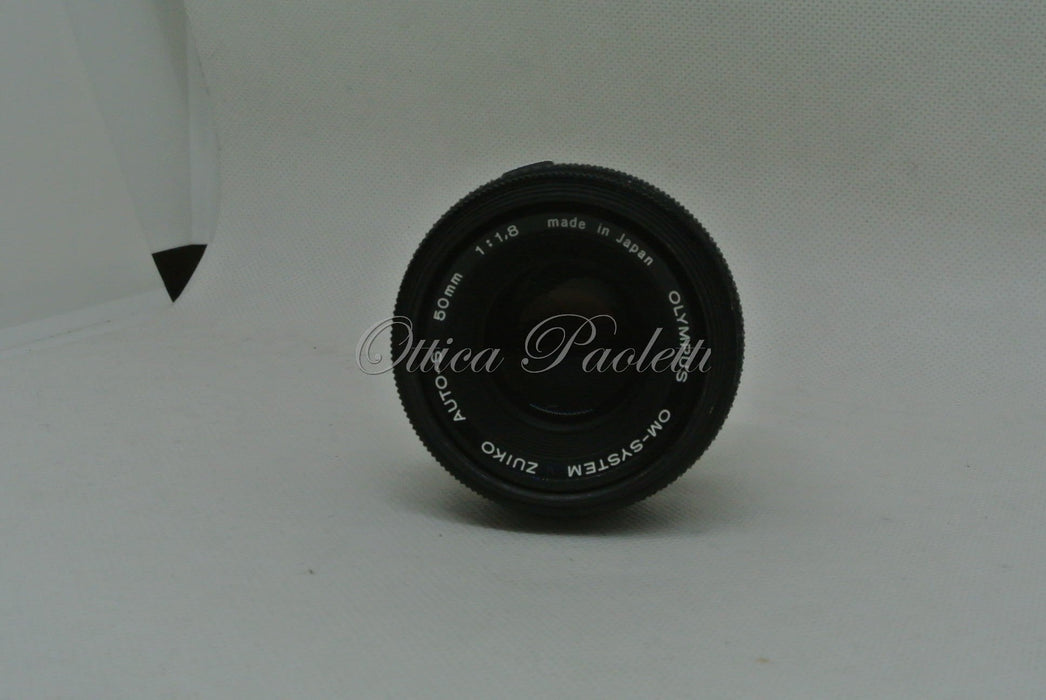 OLYMPUS OM-SYSTEM ZUIKO AUTO-S 50mm 1:1,8 made in Japan
Ottica Paoletti